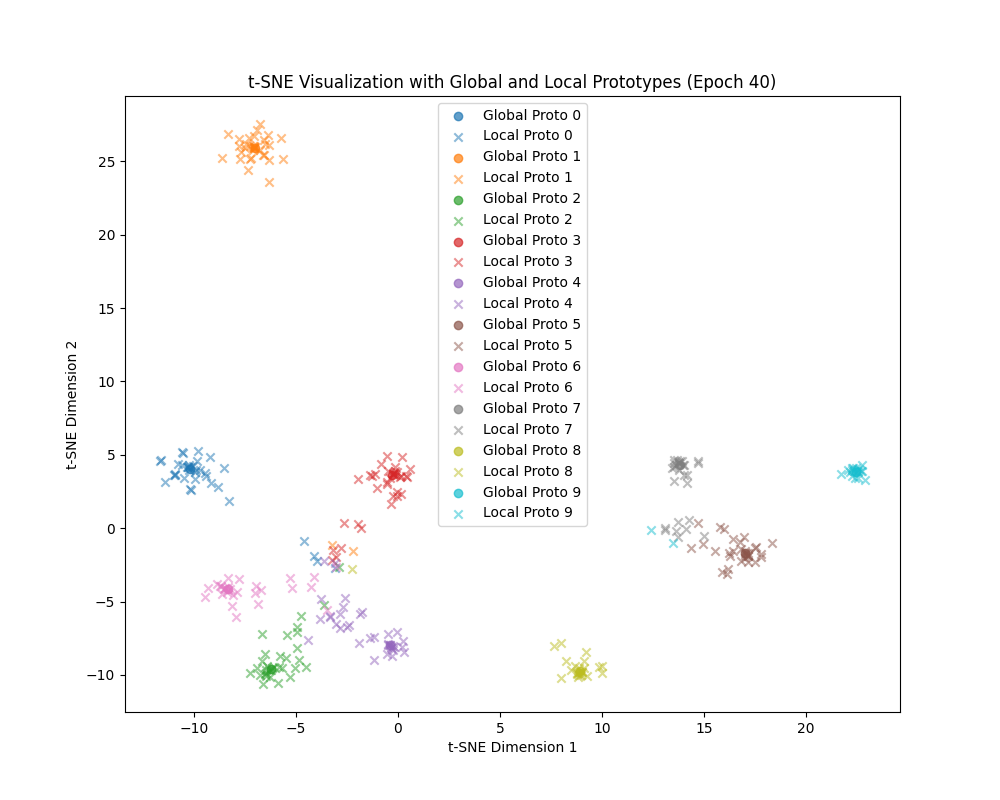 t-SNE Visualization with Global and Local Prototypes (Epoch 40)
Global Proto 0
Local Proto 0
Global Proto 1
Local Proto 1
Global Proto 2
Local Proto 2
Global Proto 3
Local Proto 3
Global Proto 4
Local Proto 4
Global Proto 5
Local Proto 5
Global Proto 6
Local Proto 6
Global Proto 7
Local Proto 7
Global Proto 8
Local Proto 8
Global Proto 9
Local Proto 9
t-SNE Dimension 2
25
20
15
10
5
0
−5
−10
−10 −5 0 5 10 15 20
t-SNE Dimension 1